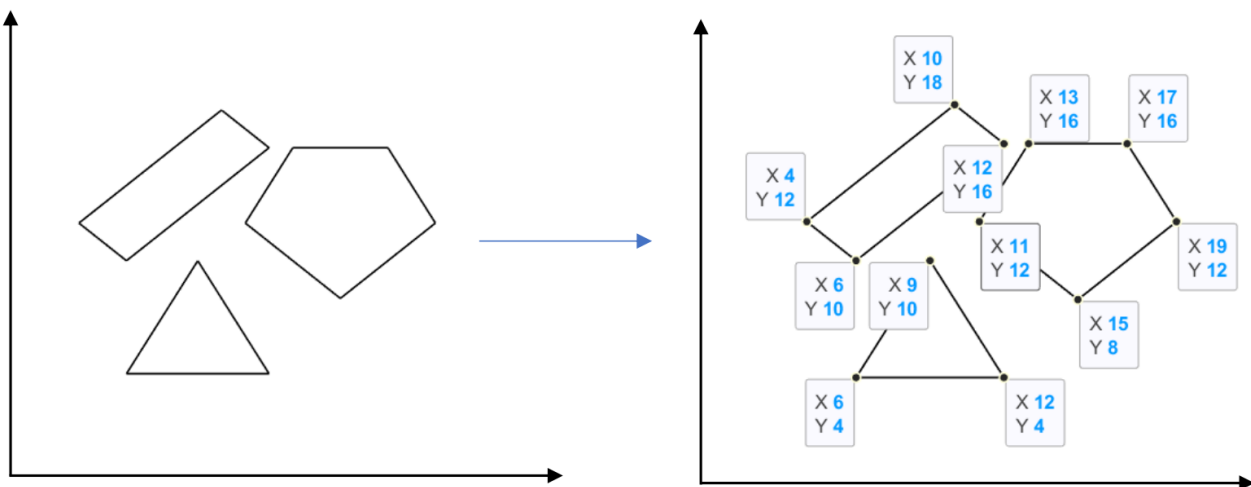 X 10
Y 18
X 13
Y 16
X 17
Y 16
X 4
Y 12
X 12
Y 16
X 11
Y 12
X 19
Y 12
X 6
Y 10
X 9
Y 10
X 15
Y 8
X 6
Y 4
X 12
Y 4